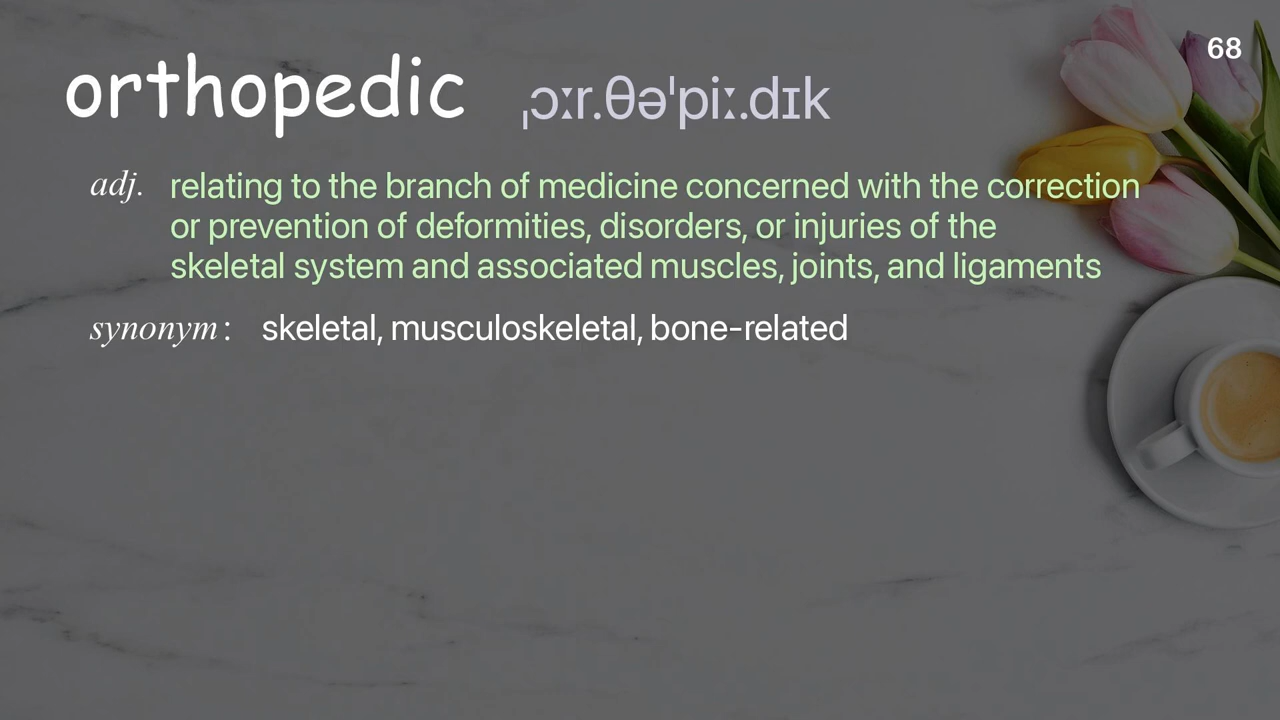 68
orthopedic ˌɔːr.θəˈpiː.dɪk
adj. relating to the branch of medicine concerned with the correction
or prevention of deformities, disorders, or injuries of the
skeletal system and associated muscles, joints, and ligaments
synonym: skeletal, musculoskeletal, bone-related